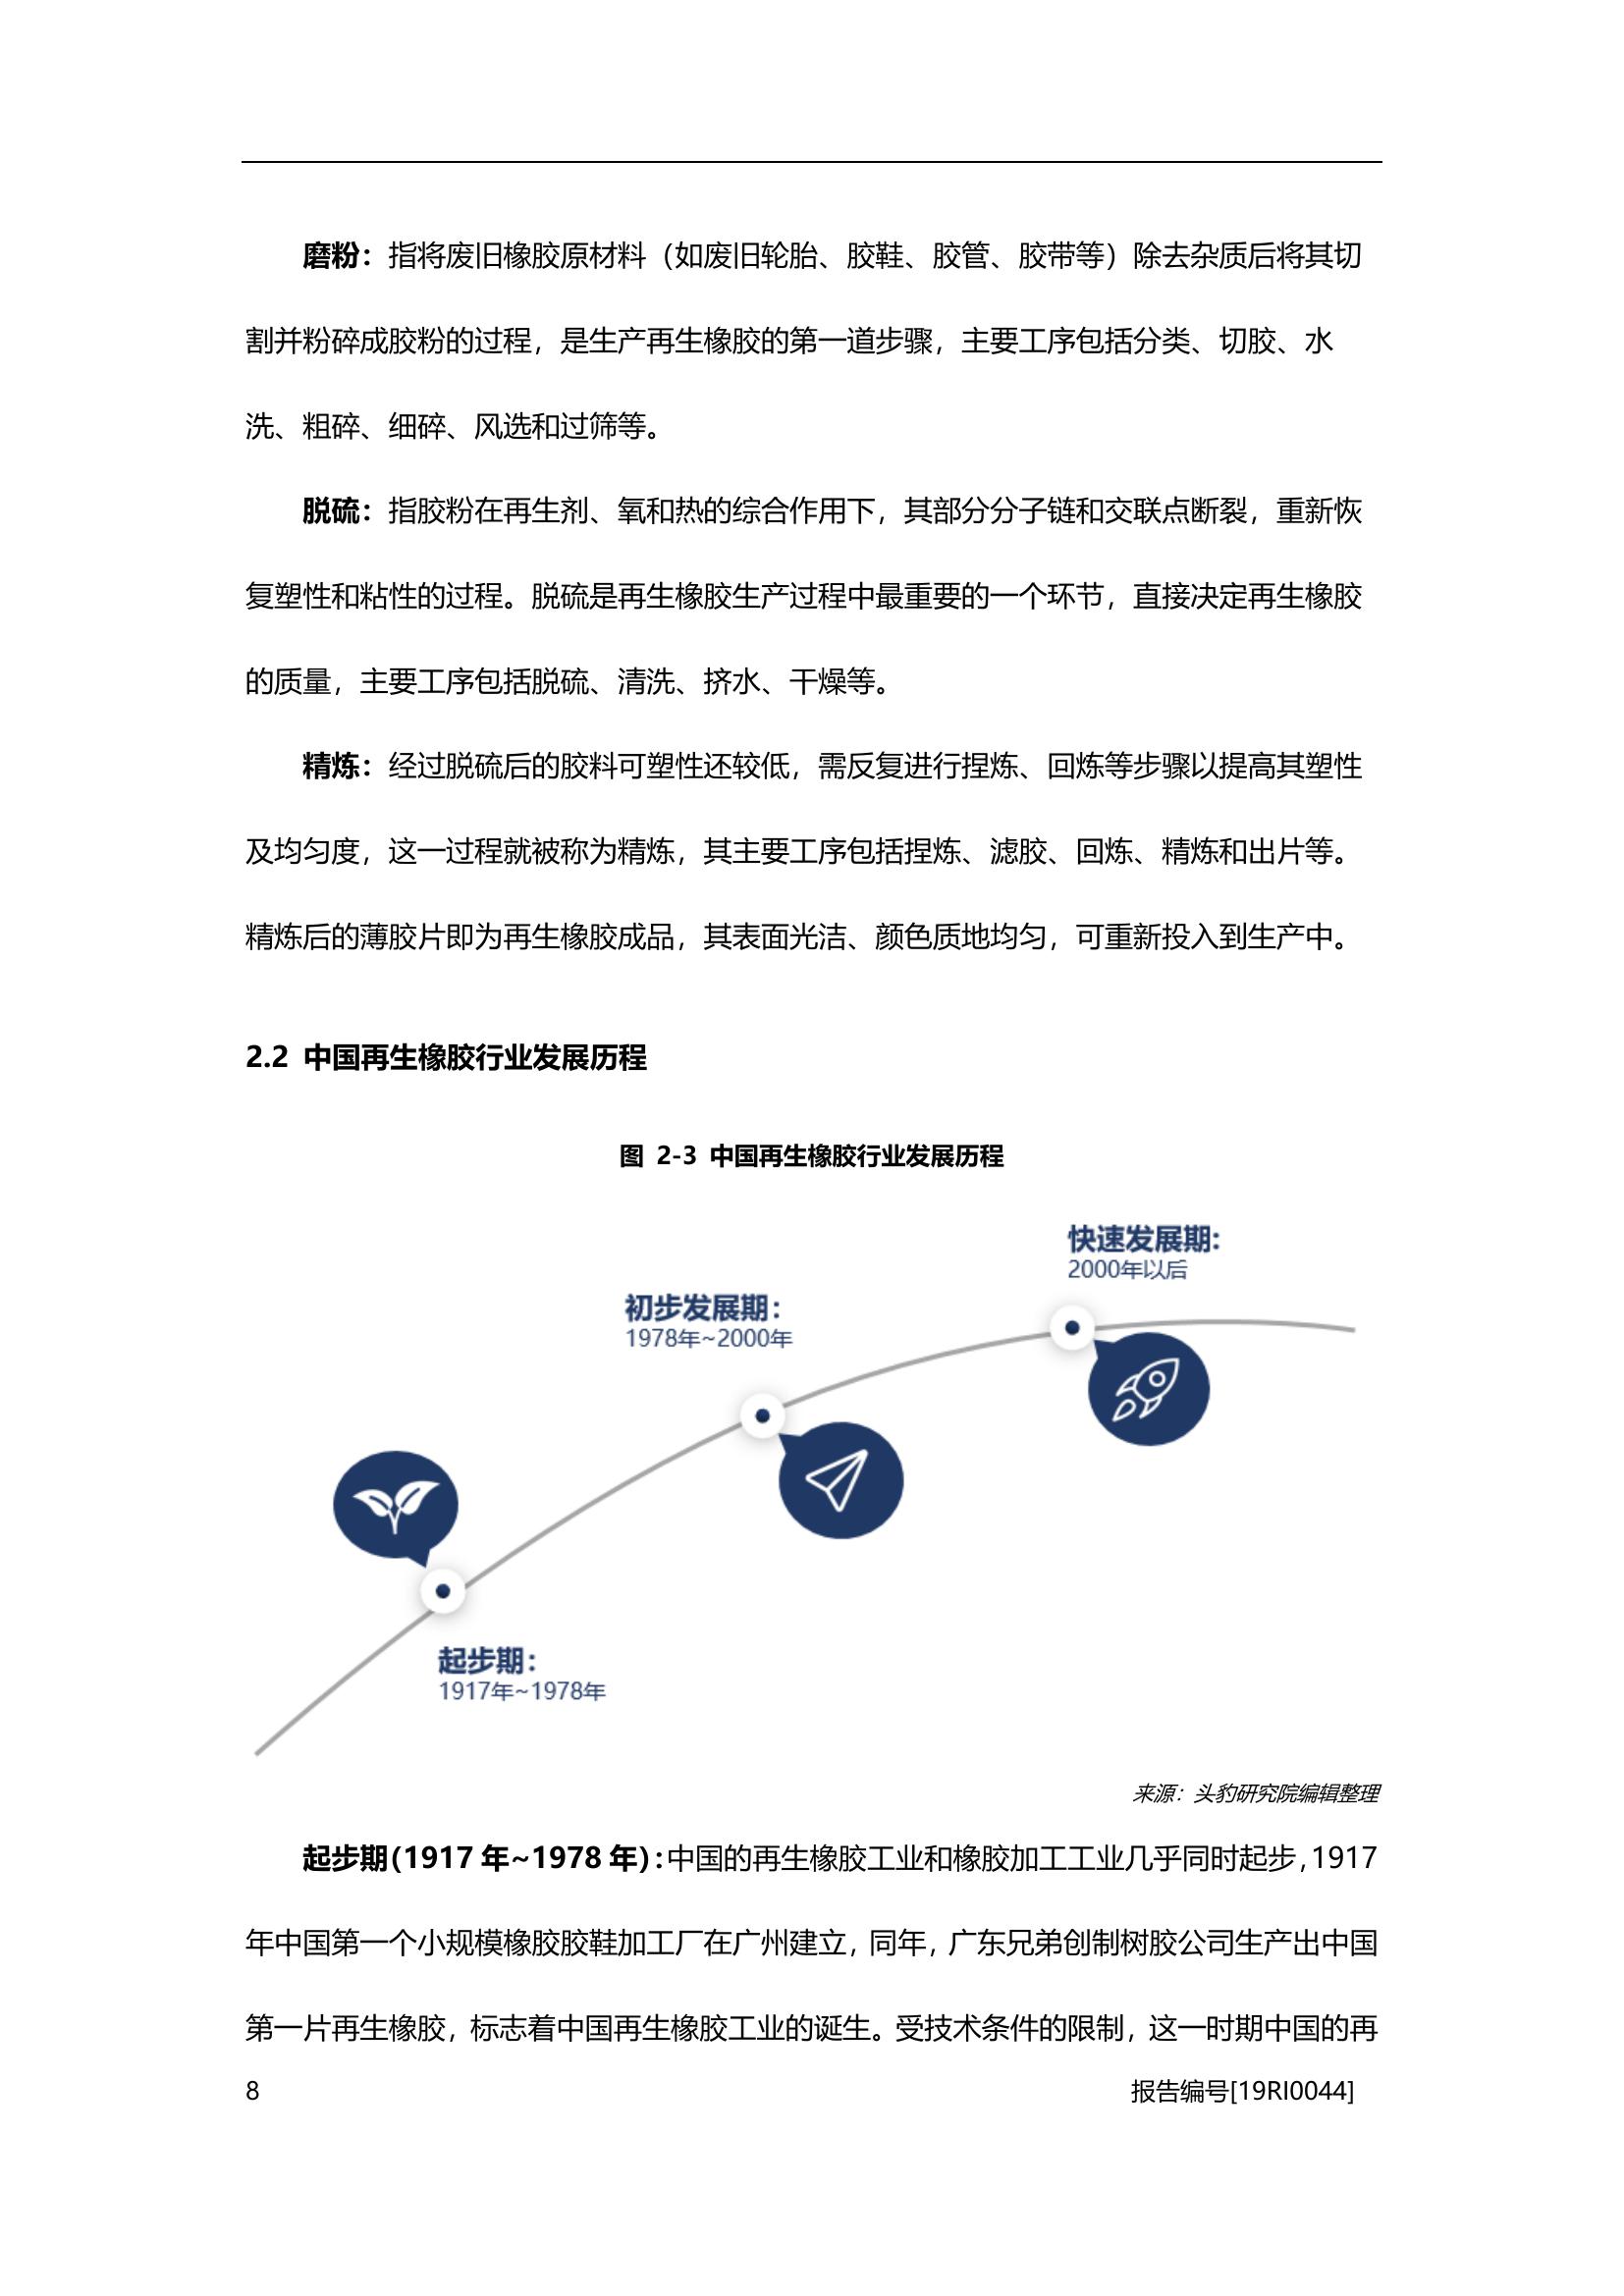 磨粉：指将废旧橡胶原材料（如废旧轮胎、胶鞋、胶管、胶带等）除去杂质后将其切
割并粉碎成胶粉的过程，是生产再生橡胶的第一道步骤，主要工序包括分类、切胶、水
洗、粗碎、细碎、风选和过筛等。
脱硫：指胶粉在再生剂、氧和热的综合作用下，其部分分子链和交联点断裂，重新恢
复塑性和粘性的过程。脱硫是再生橡胶生产过程中最重要的一个环节，直接决定再生橡胶
的质量，主要工序包括脱硫、清洗、挤水、干燥等。
精炼：经过脱硫后的胶料可塑性还较低，需反复进行捏炼、回炼等步骤以提高其塑性
及均匀度，这一过程就被称为精炼，其主要工序包括捏炼、滤胶、回炼、精炼和出片等。
精炼后的薄胶片即为再生橡胶成品，其表面光洁、颜色质地均匀，可重新投入到生产中。
2.2 中国再生橡胶行业发展历程
图 2-3 中国再生橡胶行业发展历程
快速发展期:
2000年以后
初步发展期：
1978年~2000年
起步期：
1917年~1978年
来源：头豹研究院编辑整理
起步期（1917 年~1978 年）：中国的再生橡胶工业和橡胶加工工业几乎同时起步，1917
年中国第一个小规模橡胶胶鞋加工厂在广州建立，同年，广东兄弟创制树胶公司生产出中国
第一片再生橡胶，标志着中国再生橡胶工业的诞生。受技术条件的限制，这一时期中国的再
8 报告编号[19RI0044]